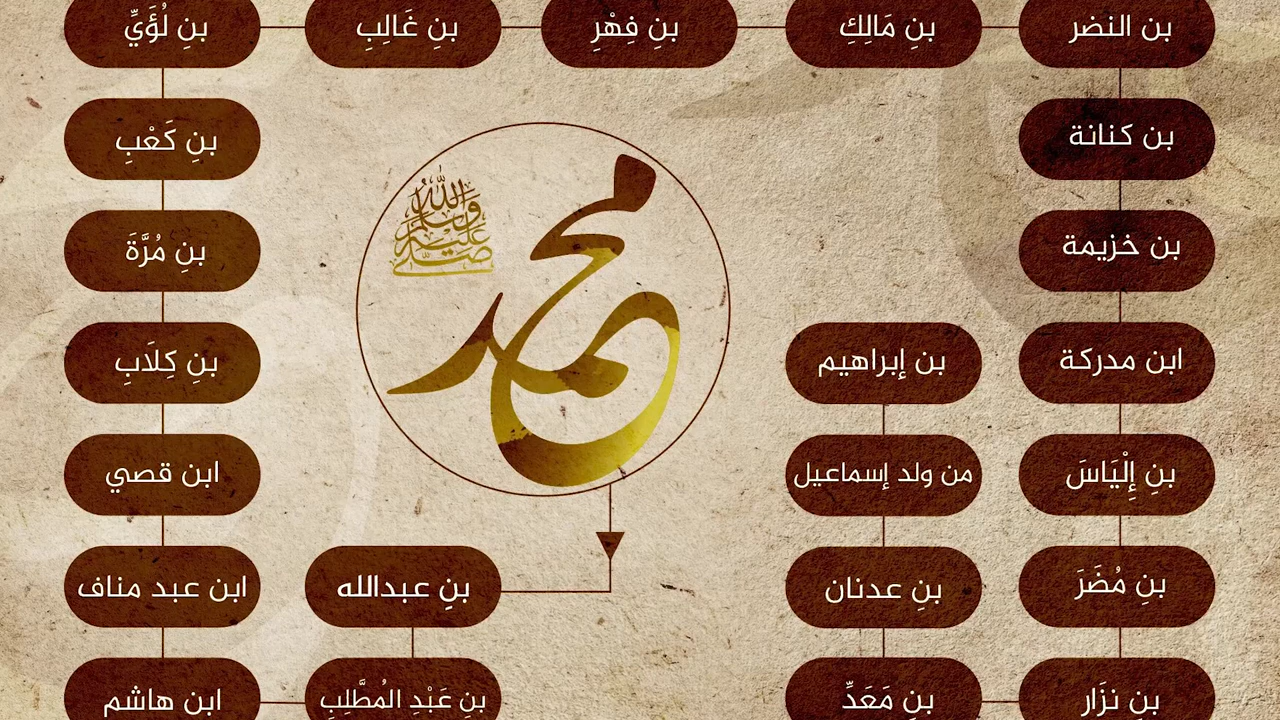 محمد
صلى الله عليه وسلم
بنِ عبدالله
بنِ عَبْدِ المُطَّلِبِ
ابن هاشم
ابن عبد مناف
ابن قصي
بنِ كِلَابِ
بنِ مُرَّةَ
بنِ كَعْبِ
بنِ لُؤَيِّ
بنِ غَالِبِ
بنِ فِهْرِ
بنِ مَالِكِ
بن النضر
بن كنانة
بن خزيمة
ابن مدركة
بنِ إِلْيَاسَ
بنِ مُضَرَ
بن نزَار
بنِ مَعَدِّ
بنِ عدنان
من ولد إسماعيل
بن إبراهيم